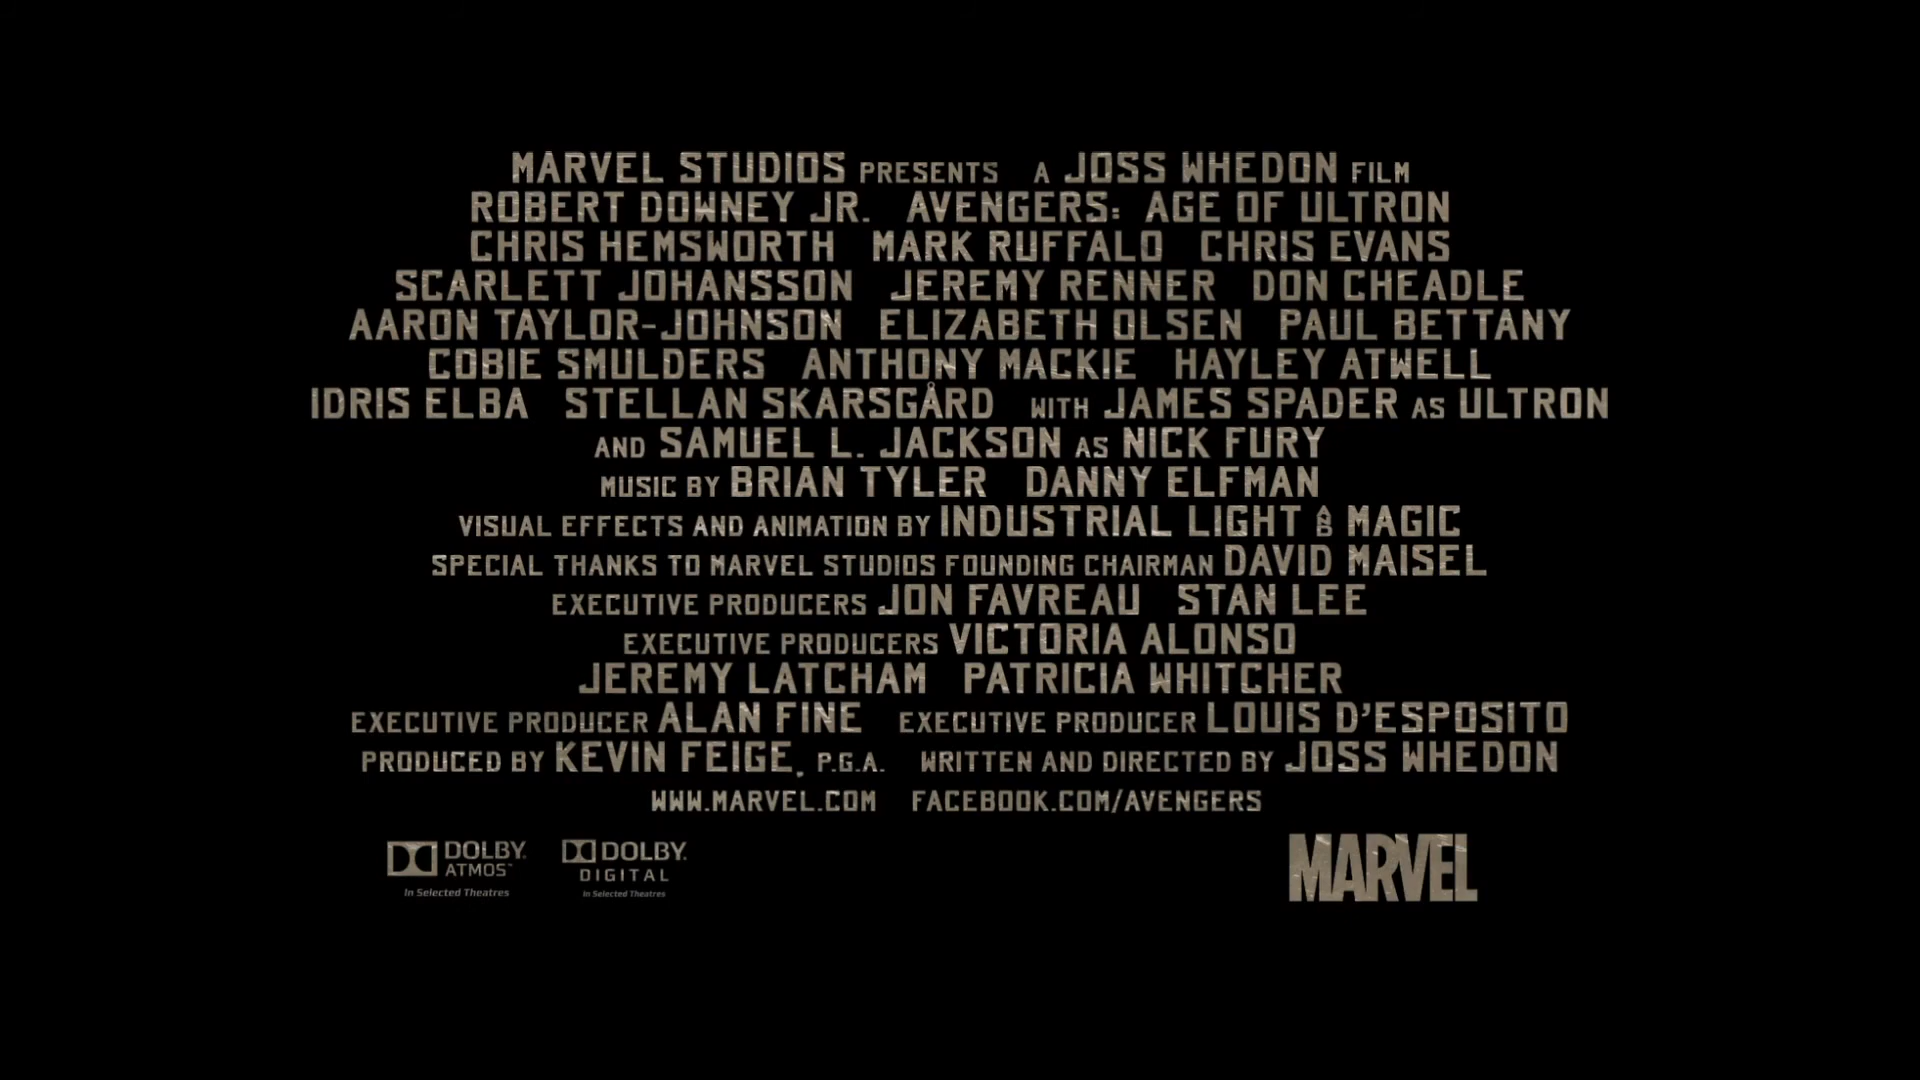 MARVEL STUDIOS PRESENTS A JOSS WHEDON FILM
ROBERT DOWNEY JR. AVENGERS: AGE OF ULTRON
CHRIS HEMSWORTH MARK RUFFALO CHRIS EVANS
SCARLETT JOHANSSON JEREMY RENNER DON CHEADLE
AARON TAYLOR-JOHNSON ELIZABETH OLSEN PAUL BETTANY
COBIE SMULDERS ANTHONY MACKIE HAYLEY ATWELL
IDRIS ELBA STELLAN SKARSGÅRD WITH JAMES SPADER AS ULTRON
AND SAMUEL L. JACKSON AS NICK FURY
MUSIC BY BRIAN TYLER DANNY ELFMAN
VISUAL EFFECTS AND ANIMATION BY INDUSTRIAL LIGHT AND MAGIC
SPECIAL THANKS TO MARVEL STUDIOS FOUNDING CHAIRMAN DAVID MAISEL
EXECUTIVE PRODUCERS JON FAVREAU STAN LEE
EXECUTIVE PRODUCERS VICTORIA ALONSO
JEREMY LATCHAM PATRICIA WHITCHER
EXECUTIVE PRODUCER ALAN FINE EXECUTIVE PRODUCER LOUIS D'ESPOSITO
PRODUCED BY KEVIN FEIGE, P.G.A. WRITTEN AND DIRECTED BY JOSS WHEDON
WWW.MARVEL.COM FACEBOOK.COM/AVENGERS
DOLBY ATMOS™
In Selected Theatres
DOLBY DIGITAL
In Selected Theatres
MARVEL